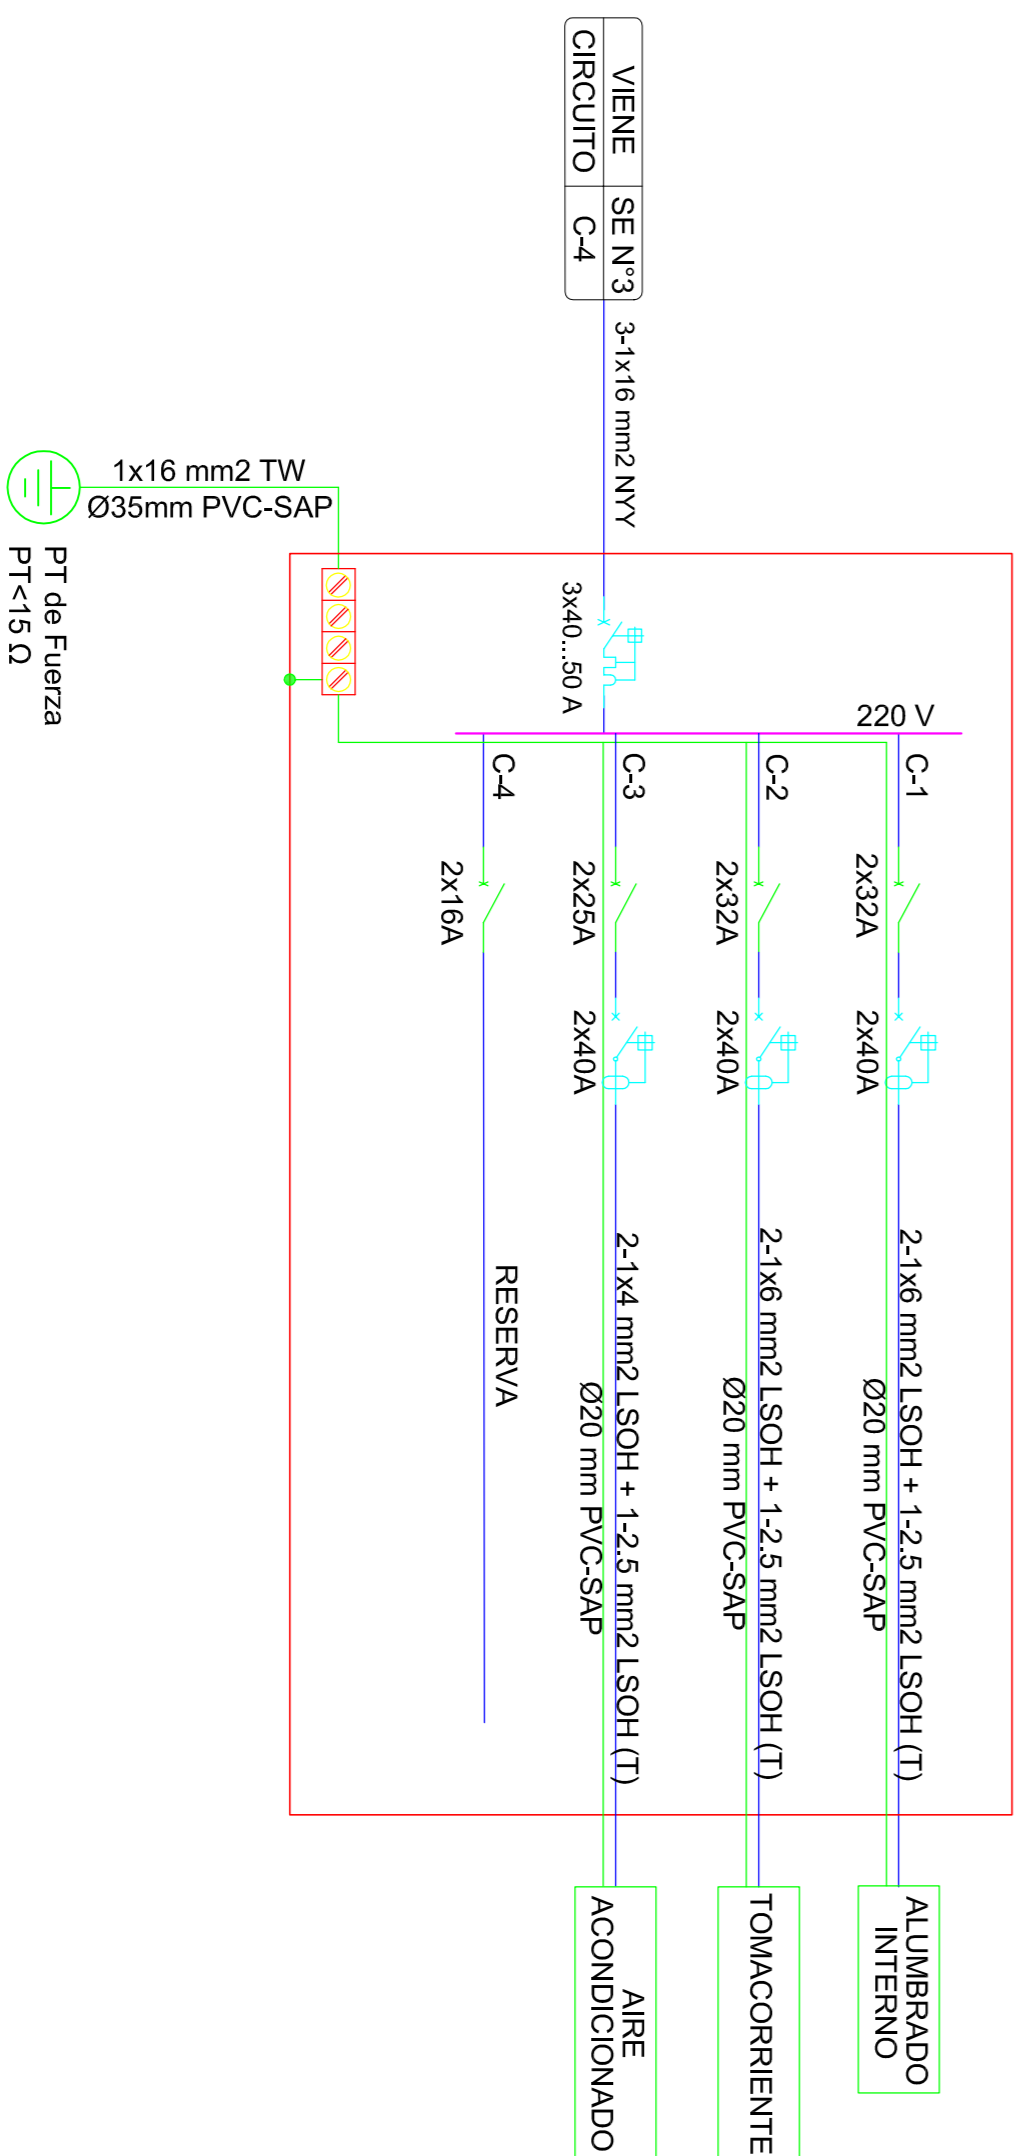 VIENE SE N°3
CIRCUITO C-4
3-1x16 mm2 NYY
3x40...50 A
220 V
C-1
2x32A
2x40A
2-1x6 mm2 LSOH + 1-2.5 mm2 LSOH (T)
Ø20 mm PVC-SAP
ALUMBRADO
INTERNO
C-2
2x32A
2x40A
2-1x6 mm2 LSOH + 1-2.5 mm2 LSOH (T)
Ø20 mm PVC-SAP
TOMACORRIENTE
C-3
2x25A
2x40A
2-1x4 mm2 LSOH + 1-2.5 mm2 LSOH (T)
Ø20 mm PVC-SAP
AIRE
ACONDICIONADO
C-4
2x16A
RESERVA
1x16 mm2 TW
Ø35mm PVC-SAP
PT de Fuerza
PT<15 Ω